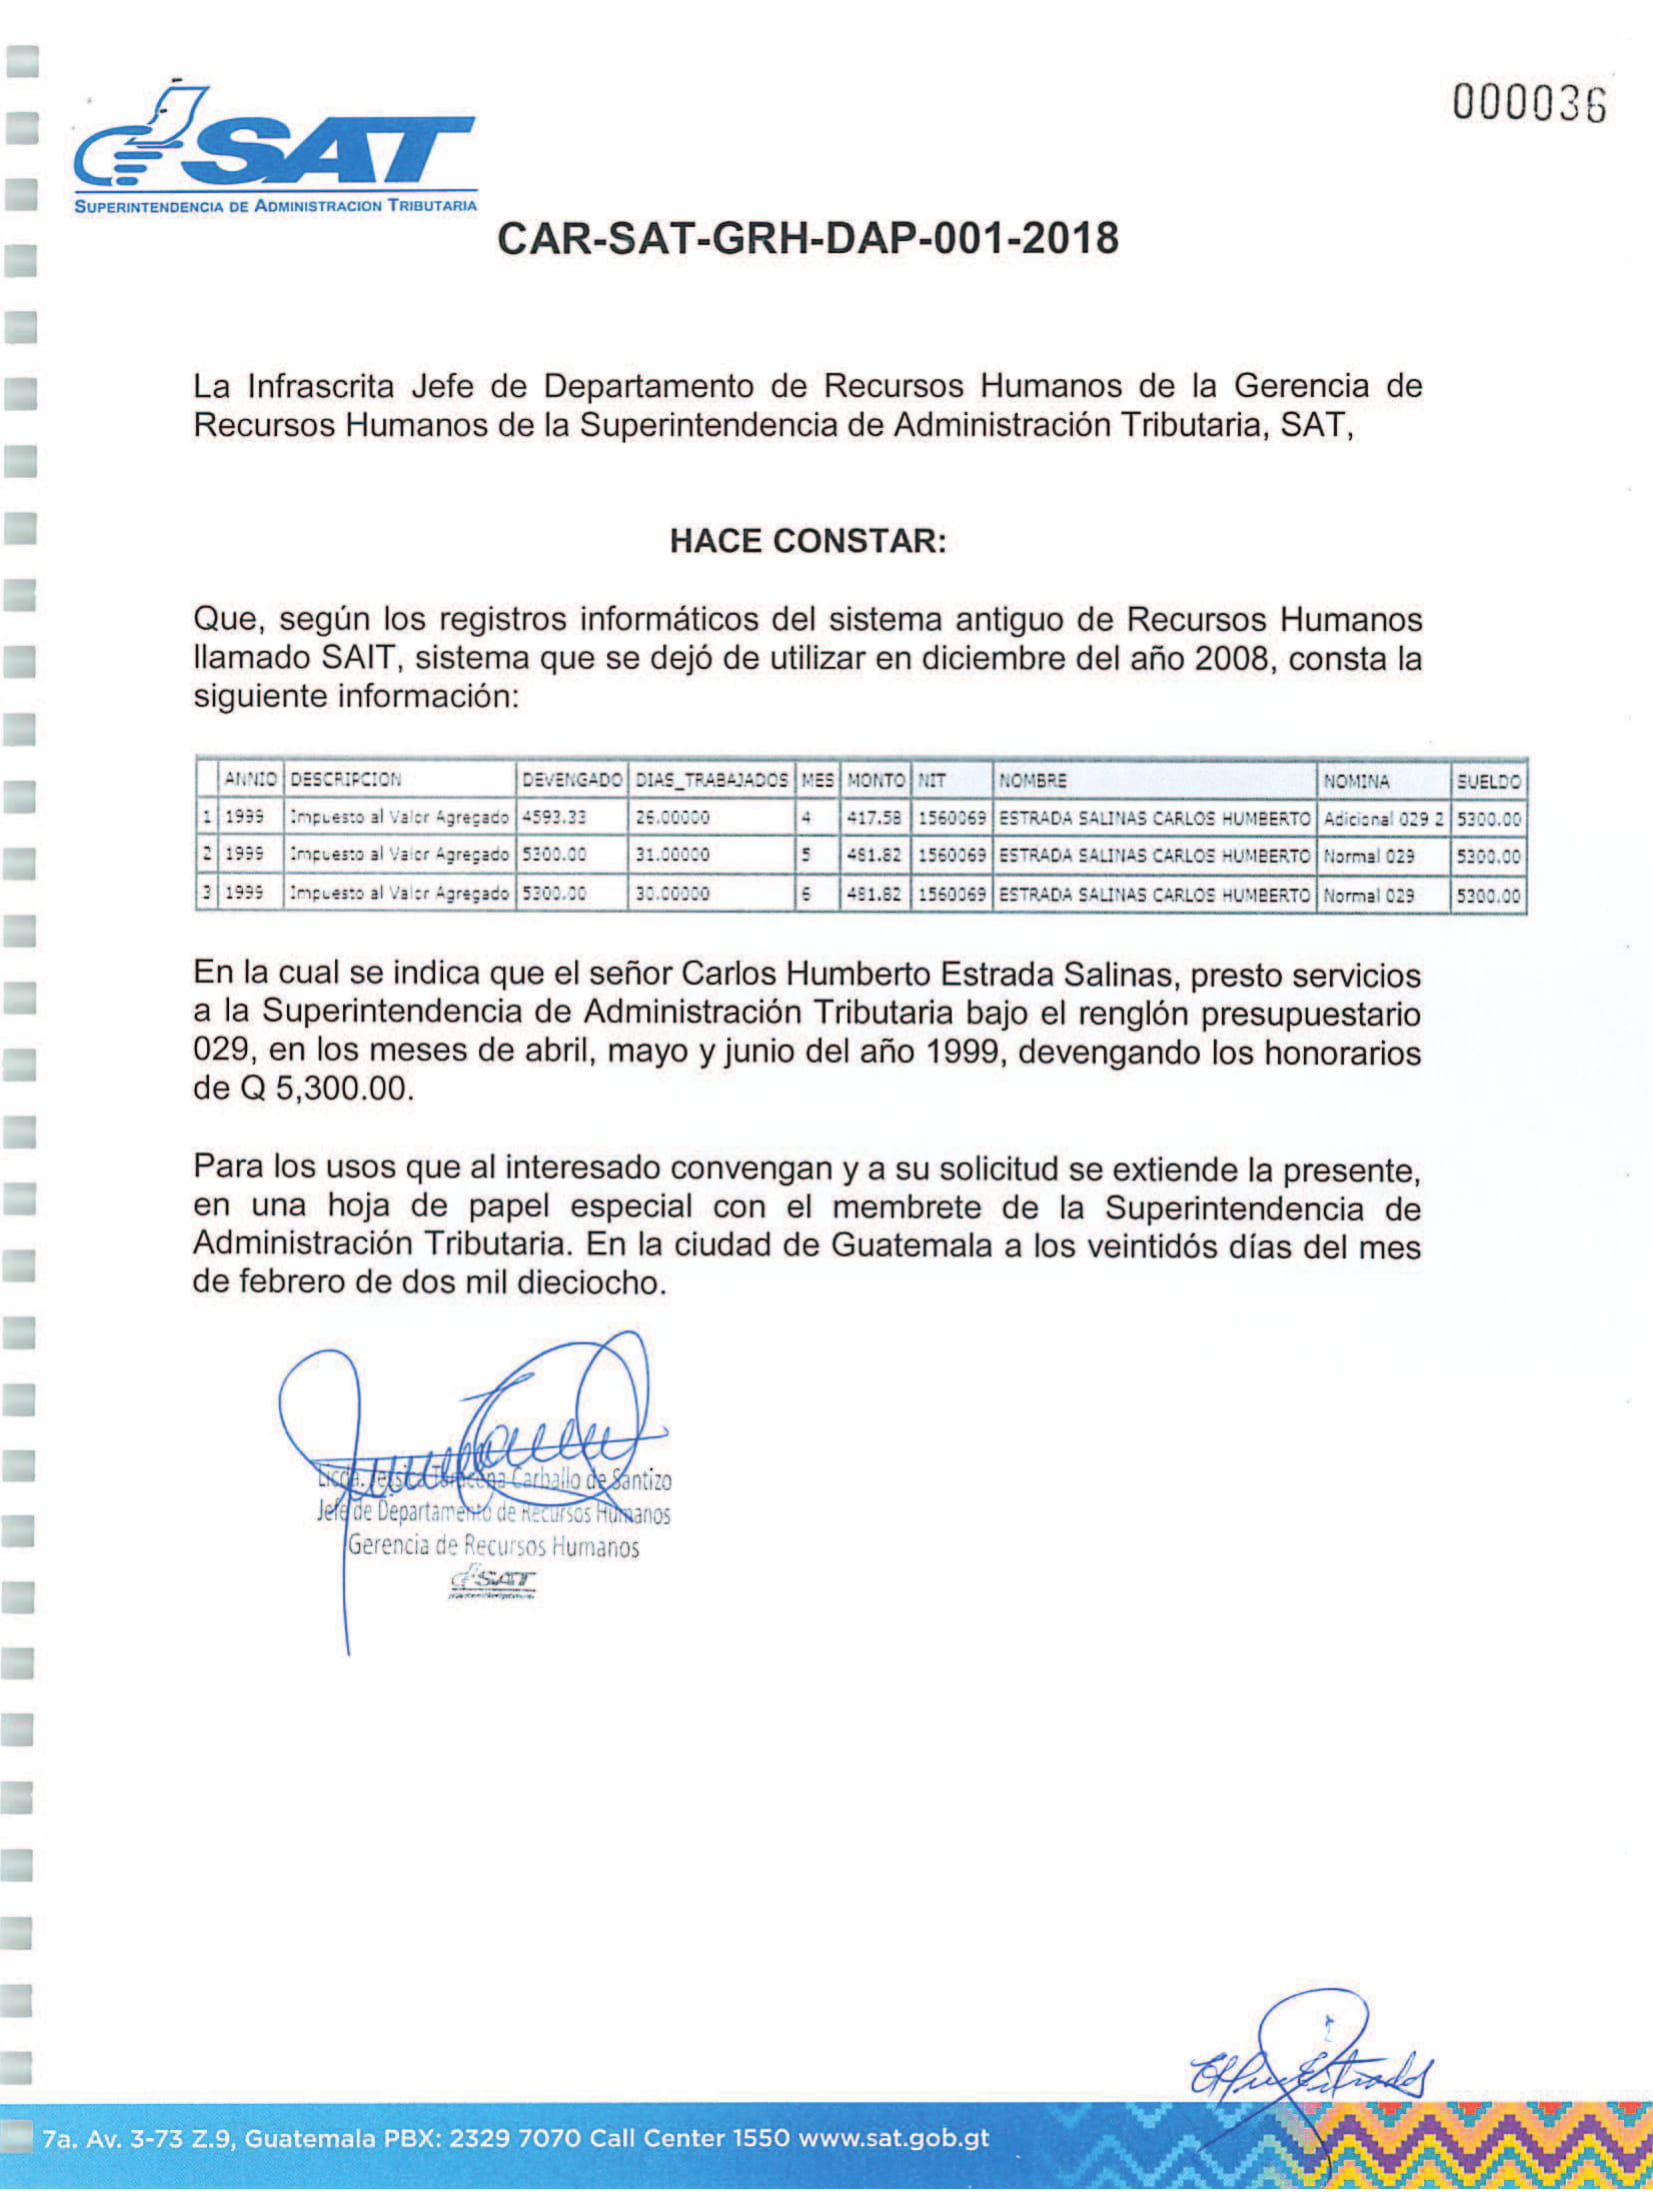 000036
SAT
SUPERINTENDENCIA DE ADMINISTRACION TRIBUTARIA
CAR-SAT-GRH-DAP-001-2018
La Infrascrita Jefe de Departamento de Recursos Humanos de la Gerencia de
Recursos Humanos de la Superintendencia de Administración Tributaria, SAT,
HACE CONSTAR:
Que, según los registros informáticos del sistema antiguo de Recursos Humanos
llamado SAIT, sistema que se dejó de utilizar en diciembre del año 2008, consta la
siguiente información:
ANNIO DESCRIPCION DEVENGADO DIAS_TRABAJADOS MES MONTO NIT NOMBRE NOMINA SUELDO
1 1999 Impuesto al Valor Agregado 4593.33 26.00000 4 417.58 1560069 ESTRADA SALINAS CARLOS HUMBERTO Adicional 029 2 5300.00
2 1999 Impuesto al Valor Agregado 5300.00 31.00000 5 481.82 1560069 ESTRADA SALINAS CARLOS HUMBERTO Normal 029 5300.00
3 1999 Impuesto al Valor Agregado 5300.00 30.00000 6 481.82 1560069 ESTRADA SALINAS CARLOS HUMBERTO Normal 029 5300.00
En la cual se indica que el señor Carlos Humberto Estrada Salinas, presto servicios
a la Superintendencia de Administración Tributaria bajo el renglón presupuestario
029, en los meses de abril, mayo y junio del año 1999, devengando los honorarios
de Q 5,300.00.
Para los usos que al interesado convengan y a su solicitud se extiende la presente,
en una hoja de papel especial con el membrete de la Superintendencia de
Administración Tributaria. En la ciudad de Guatemala a los veintidós días del mes
de febrero de dos mil dieciocho.
Licda. Jessica Taracena Carballo de Santizo
Jefe de Departamento de Recursos Humanos
Gerencia de Recursos Humanos
SAT
7a. Av. 3-73 Z.9, Guatemala PBX: 2329 7070 Call Center 1550 www.sat.gob.gt